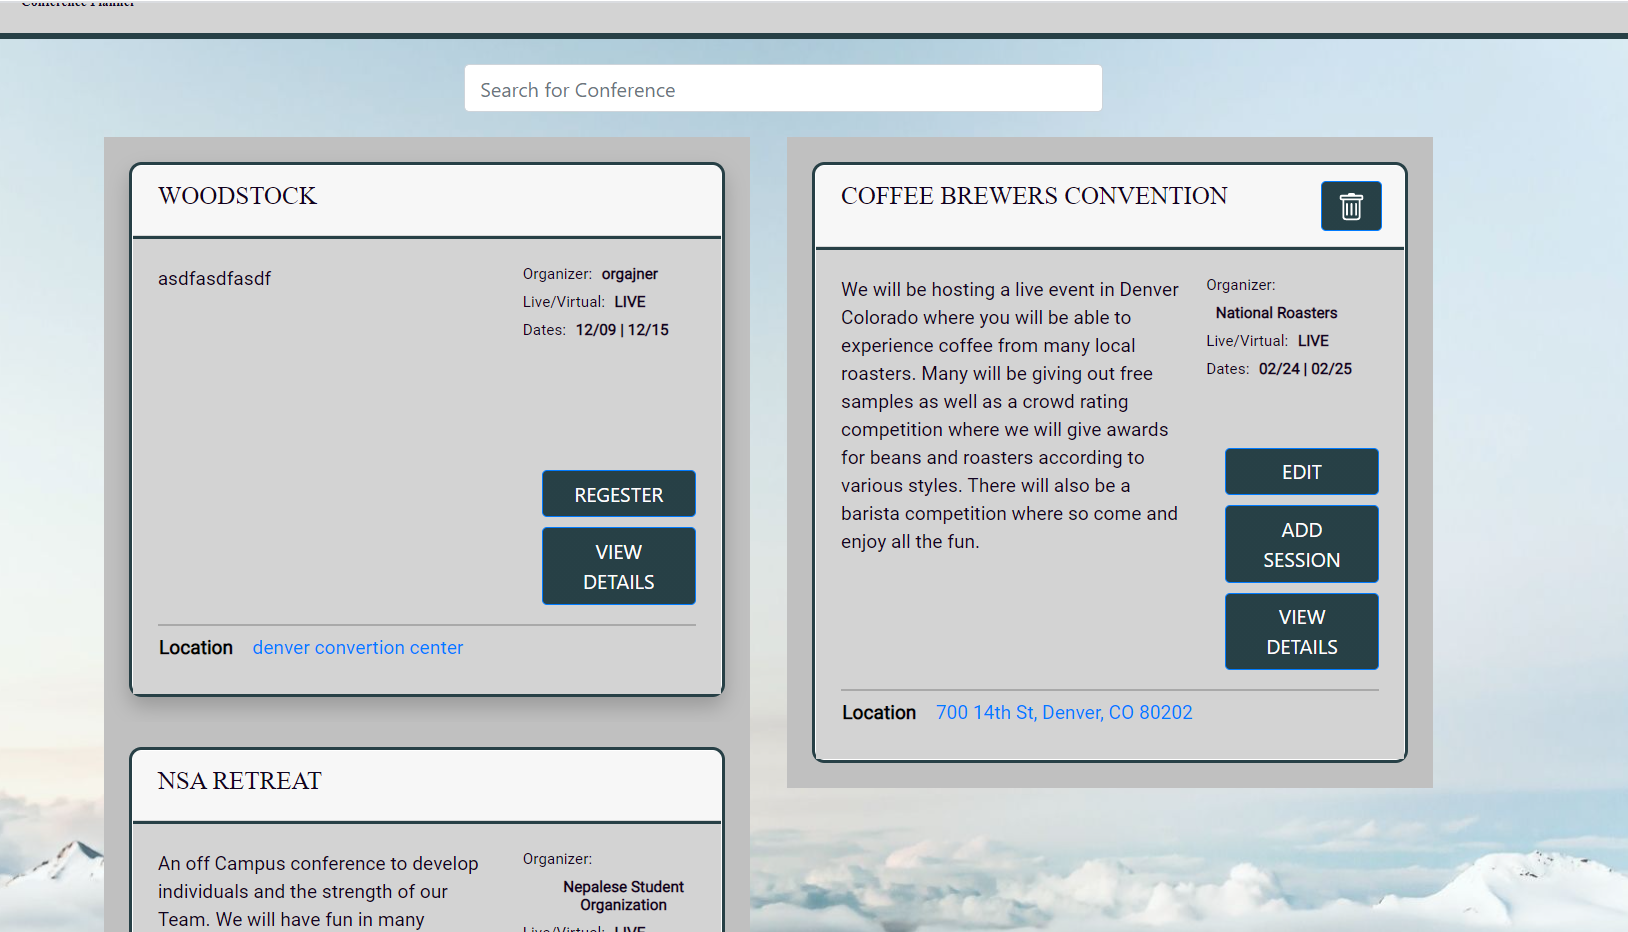 Conference Planner
Search for Conference
WOODSTOCK
asdfasdfasdf
Organizer: orgajner
Live/Virtual: LIVE
Dates: 12/09 | 12/15
REGESTER
VIEW
DETAILS
Location denver convertion center
NSA RETREAT
An off Campus conference to develop
individuals and the strength of our
Team. We will have fun in many
Organizer:
Nepalese Student
Organization
Live/Virtual: LIVE
COFFEE BREWERS CONVENTION
We will be hosting a live event in Denver
Colorado where you will be able to
experience coffee from many local
roasters. Many will be giving out free
samples as well as a crowd rating
competition where we will give awards
for beans and roasters according to
various styles. There will also be a
barista competition where so come and
enjoy all the fun.
Organizer:
National Roasters
Live/Virtual: LIVE
Dates: 02/24 | 02/25
EDIT
ADD
SESSION
VIEW
DETAILS
Location 700 14th St, Denver, CO 80202